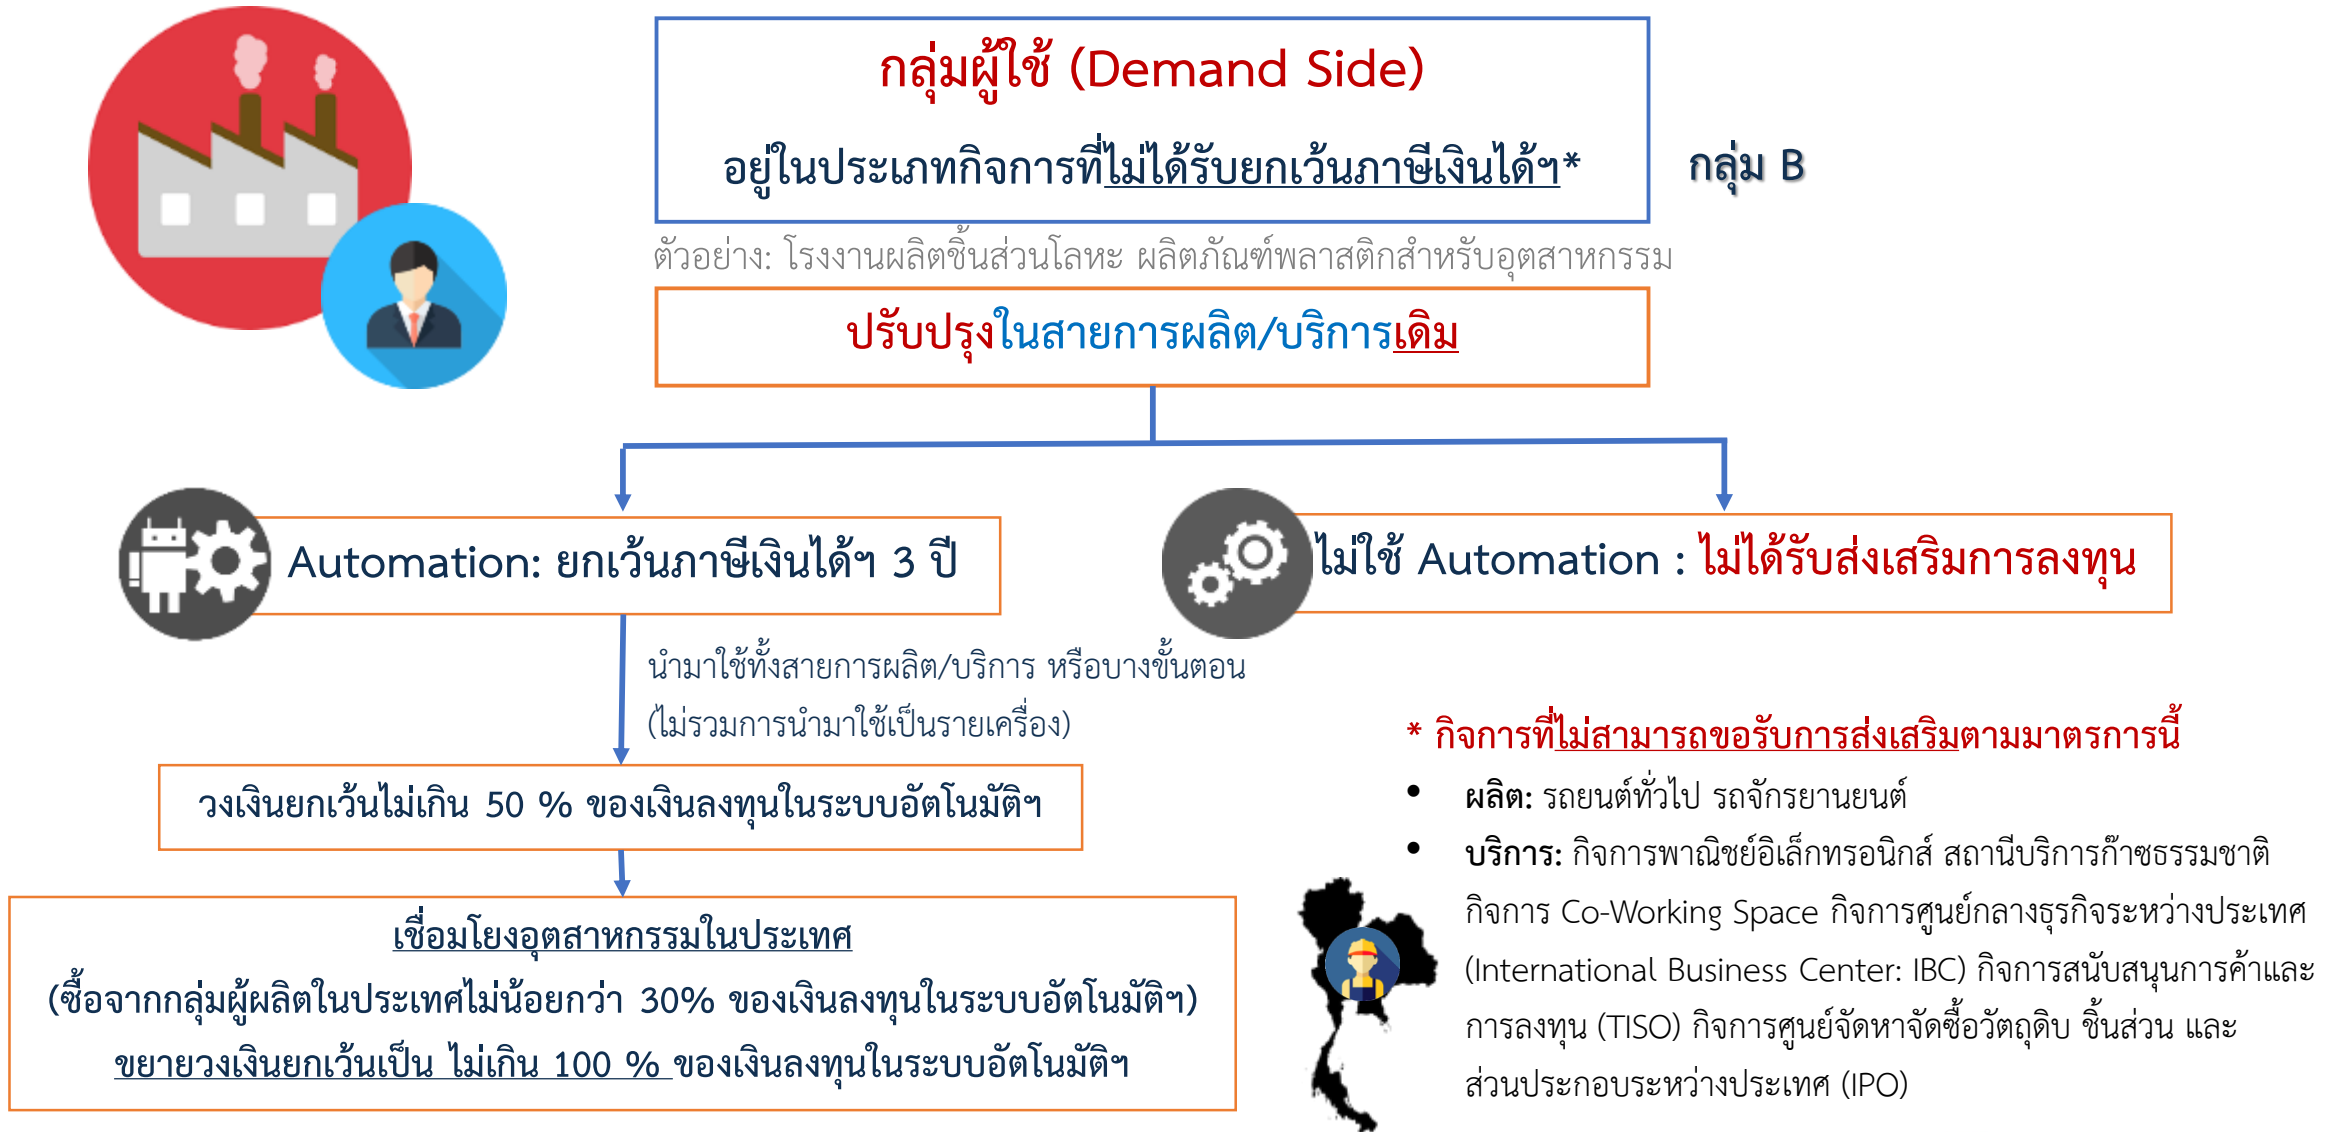 กลุ่มผู้ใช้ (Demand Side)
อยู่ในประเภทกิจการที่ไม่ได้รับยกเว้นภาษีเงินได้ฯ*
กลุ่ม B
ตัวอย่าง: โรงงานผลิตชิ้นส่วนโลหะ ผลิตภัณฑ์พลาสติกสำหรับอุตสาหกรรม
ปรับปรุงในสายการผลิต/บริการเดิม
Automation: ยกเว้นภาษีเงินได้ฯ 3 ปี
ไม่ใช้ Automation : ไม่ได้รับส่งเสริมการลงทุน
นำมาใช้ทั้งสายการผลิต/บริการ หรือบางขั้นตอน
(ไม่รวมการนำมาใช้เป็นรายเครื่อง)
วงเงินยกเว้นไม่เกิน 50 % ของเงินลงทุนในระบบอัตโนมัติฯ
เชื่อมโยงอุตสาหกรรมในประเทศ
(ซื้อจากกลุ่มผู้ผลิตในประเทศไม่น้อยกว่า 30% ของเงินลงทุนในระบบอัตโนมัติฯ)
ขยายวงเงินยกเว้นเป็น ไม่เกิน 100 % ของเงินลงทุนในระบบอัตโนมัติฯ
* กิจการที่ไม่สามารถขอรับการส่งเสริมตามมาตรการนี้
• ผลิต: รถยนต์ทั่วไป รถจักรยานยนต์
• บริการ: กิจการพาณิชย์อิเล็กทรอนิกส์ สถานีบริการก๊าซธรรมชาติ
กิจการ Co-Working Space กิจการศูนย์กลางธุรกิจระหว่างประเทศ
(International Business Center: IBC) กิจการสนับสนุนการค้าและ
การลงทุน (TISO) กิจการศูนย์จัดหาจัดซื้อวัตถุดิบ ชิ้นส่วน และ
ส่วนประกอบระหว่างประเทศ (IPO)